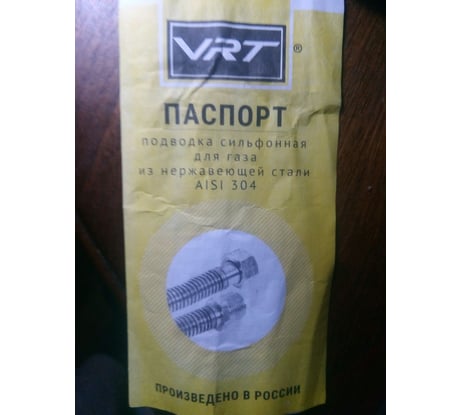 VRT®
ПАСПОРТ
ПОДВОДКА СИЛЬФОННАЯ
ДЛЯ ГАЗА
ИЗ НЕРЖАВЕЮЩЕЙ СТАЛИ
AISI 304
ПРОИЗВЕДЕНО В РОССИИ